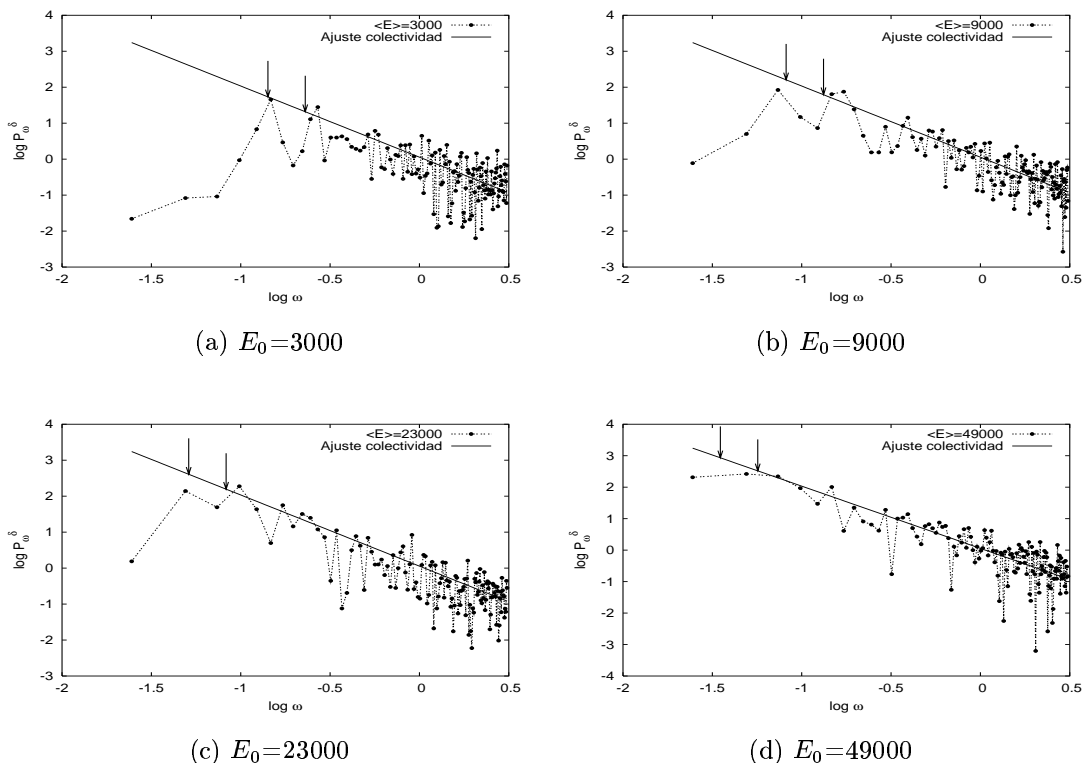 <E>=3000
Ajuste colectividad
log P_ω^δ
4
3
2
1
0
-1
-2
-3
-2
-1.5
-1
-0.5
0
0.5
log ω
(a) E₀=3000
<E>=9000
Ajuste colectividad
log P_ω^δ
4
3
2
1
0
-1
-2
-3
-2
-1.5
-1
-0.5
0
0.5
log ω
(b) E₀=9000
<E>=23000
Ajuste colectividad
log P_ω^δ
4
3
2
1
0
-1
-2
-3
-2
-1.5
-1
-0.5
0
0.5
log ω
(c) E₀=23000
<E>=49000
Ajuste colectividad
log P_ω^δ
4
3
2
1
0
-1
-2
-3
-4
-2
-1.5
-1
-0.5
0
0.5
log ω
(d) E₀=49000